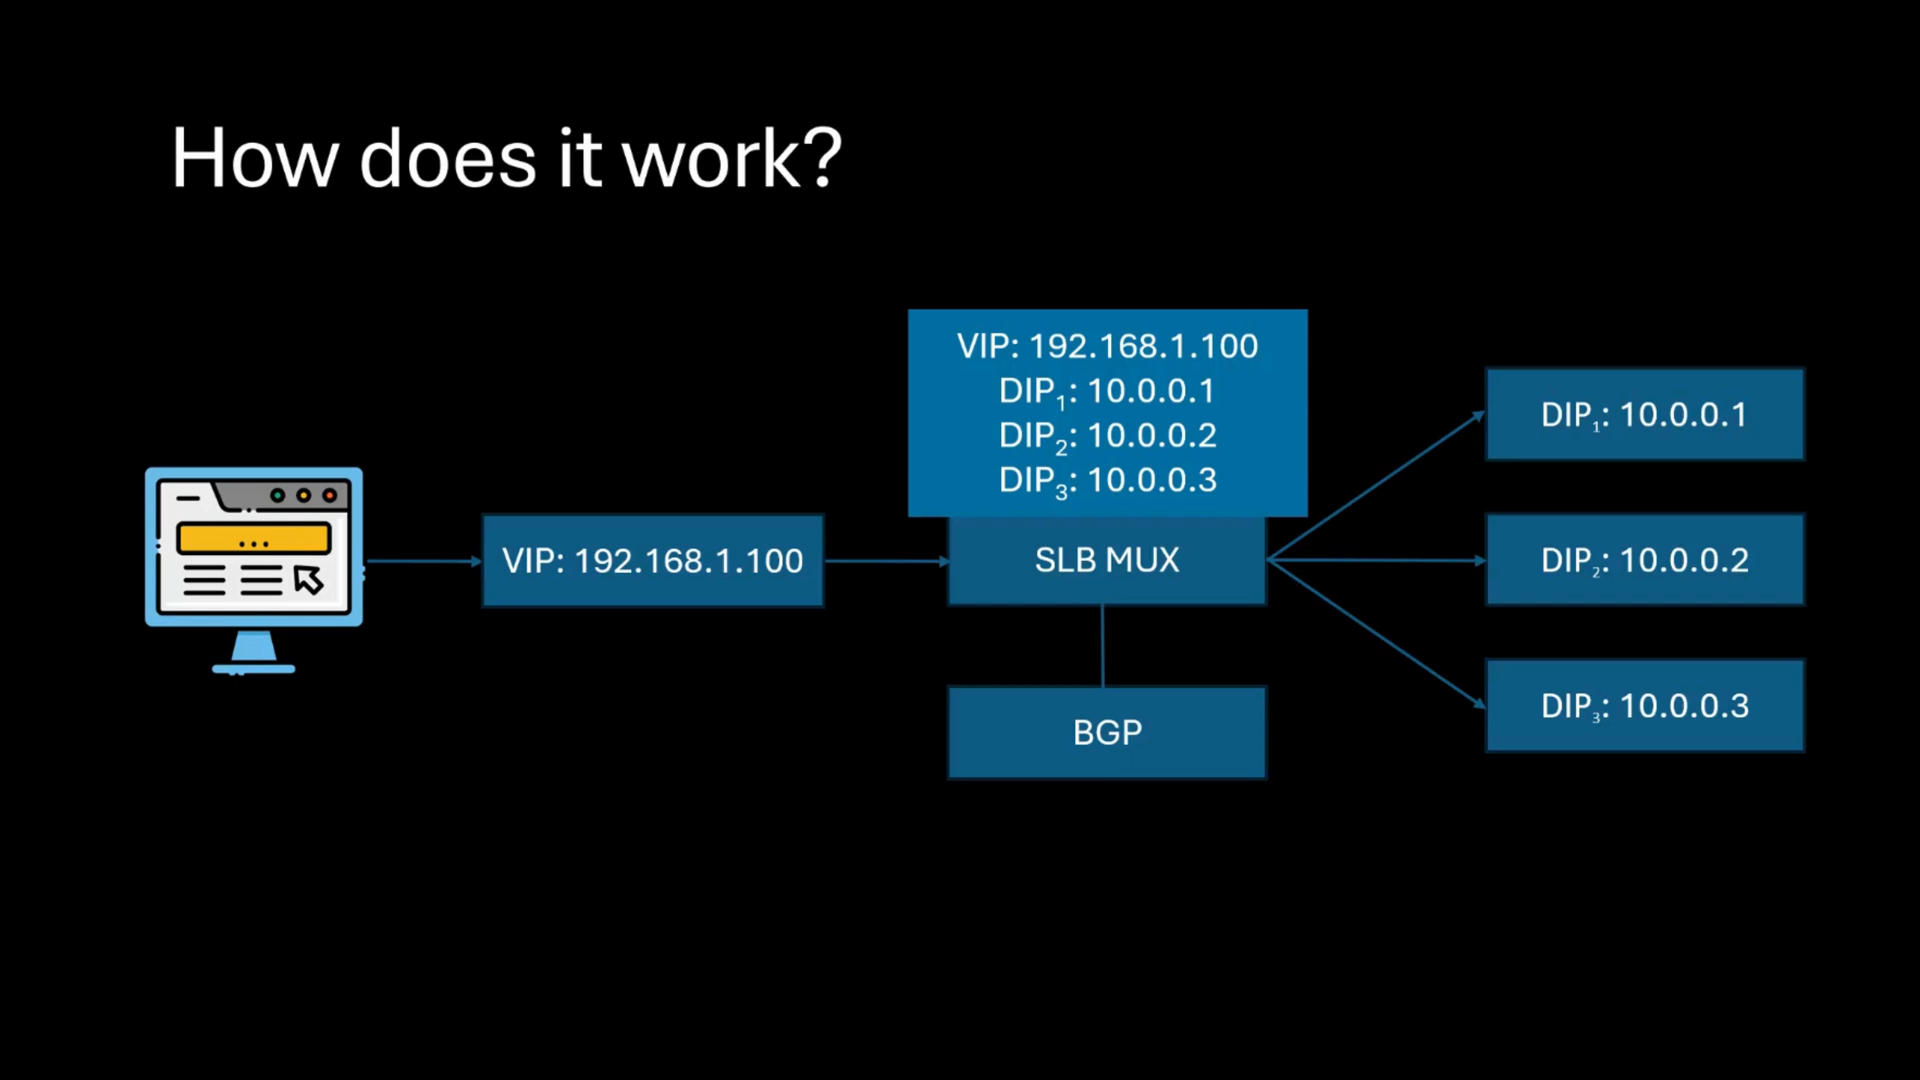 How does it work?
VIP: 192.168.1.100
DIP₁: 10.0.0.1
DIP₂: 10.0.0.2
DIP₃: 10.0.0.3
VIP: 192.168.1.100
SLB MUX
BGP
DIP₁: 10.0.0.1
DIP₂: 10.0.0.2
DIP₃: 10.0.0.3